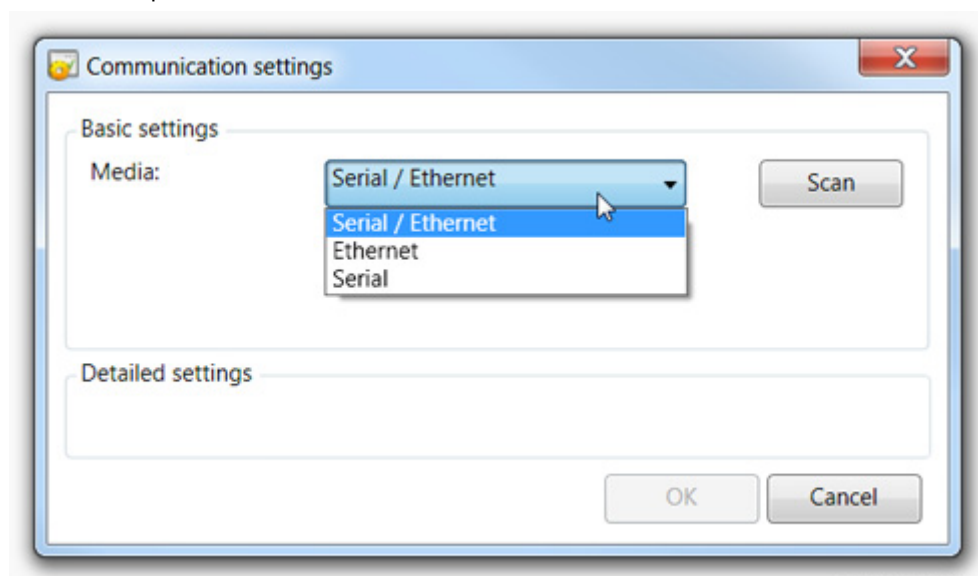 Communication settings
Basic settings
Media:
Serial / Ethernet
Scan
Serial / Ethernet
Ethernet
Serial
Detailed settings
OK
Cancel